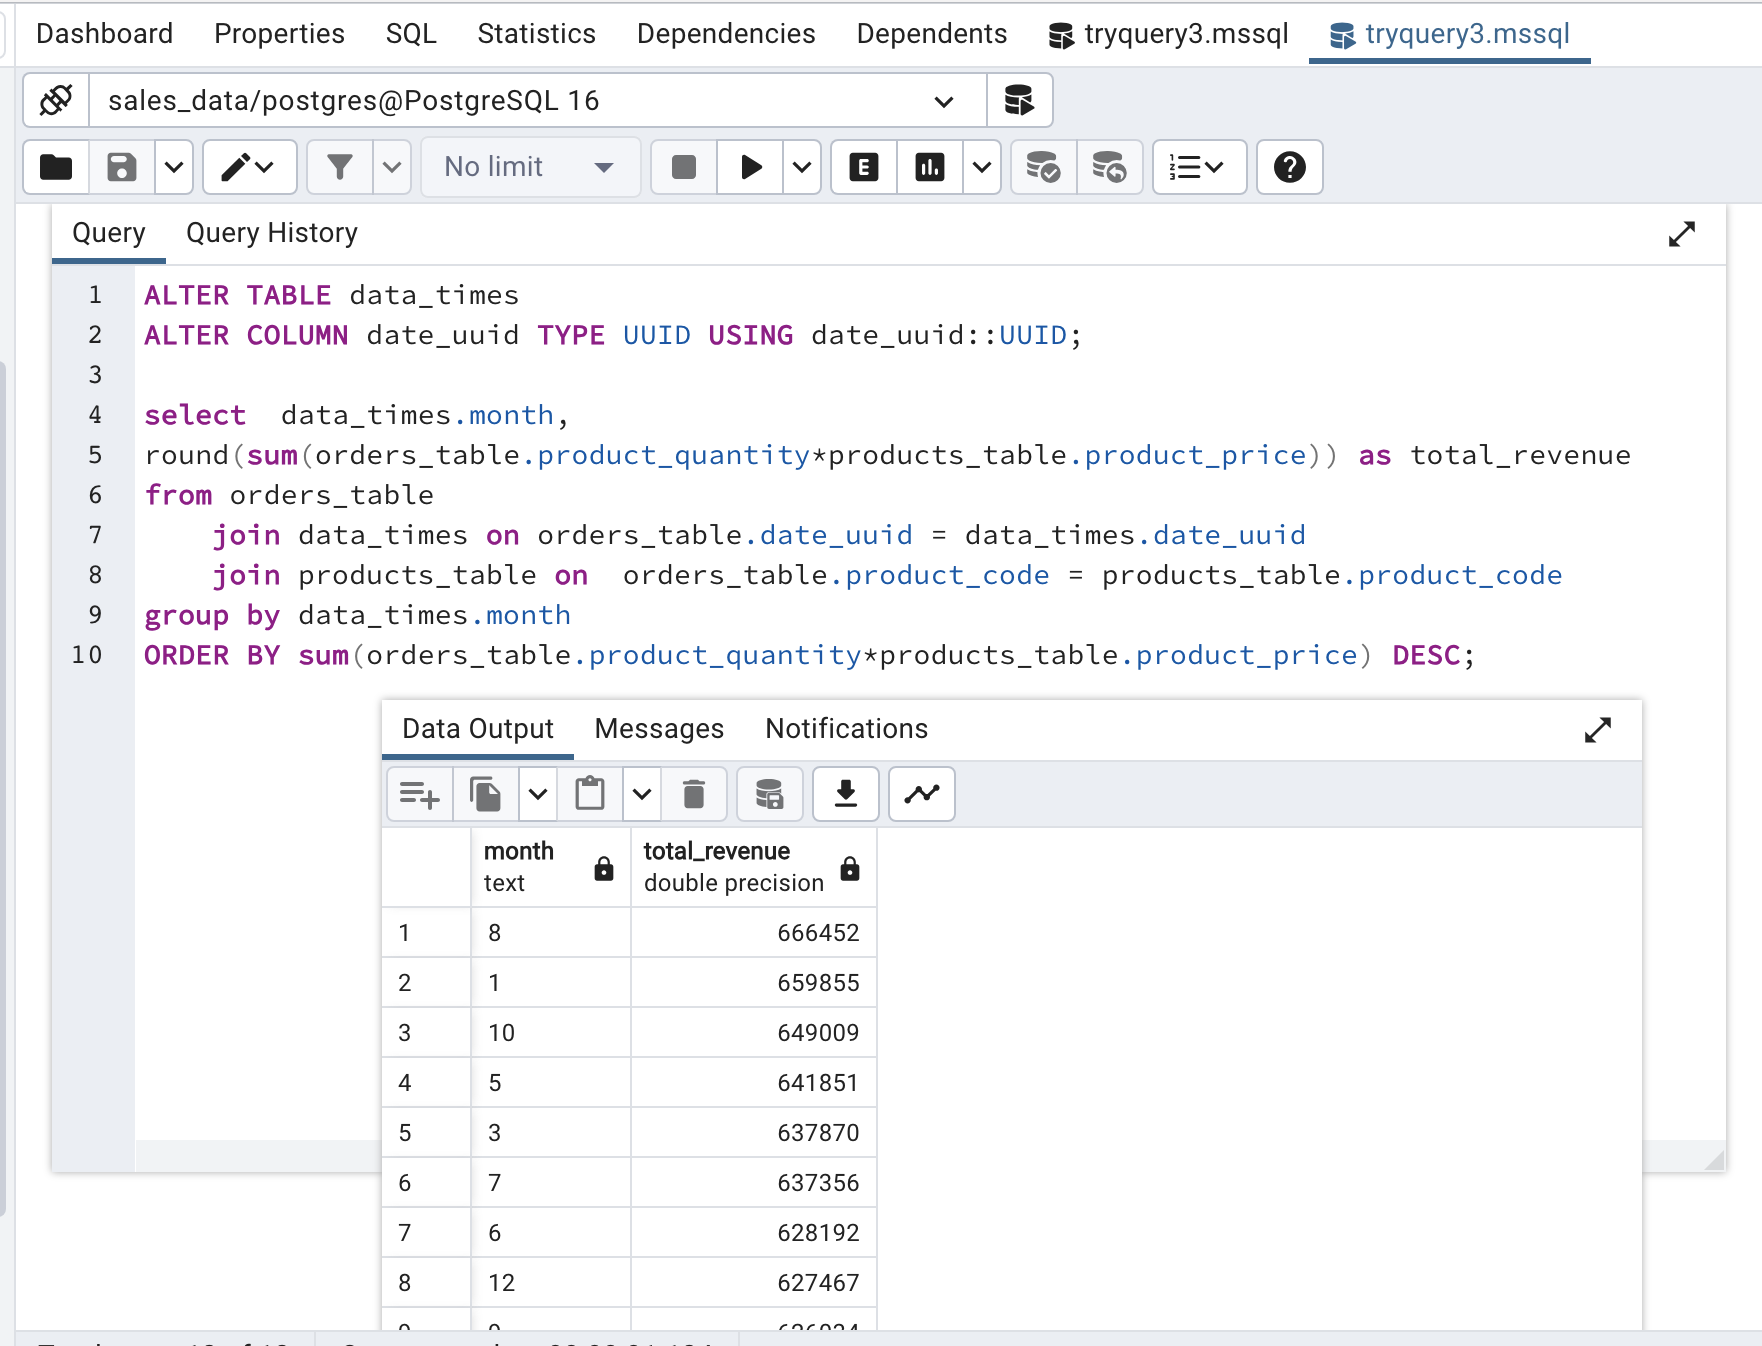 Dashboard Properties SQL Statistics Dependencies Dependents tryquery3.mssql tryquery3.mssql
sales_data/postgres@PostgreSQL 16
No limit E
Query Query History
1 ALTER TABLE data_times
2 ALTER COLUMN date_uuid TYPE UUID USING date_uuid::UUID;
3
4 select  data_times.month,
5 round(sum(orders_table.product_quantity*products_table.product_price)) as total_revenue
6 from orders_table
7     join data_times on orders_table.date_uuid = data_times.date_uuid
8     join products_table on  orders_table.product_code = products_table.product_code
9 group by data_times.month
10 ORDER BY sum(orders_table.product_quantity*products_table.product_price) DESC;
Data Output Messages Notifications
month total_revenue
text double precision
1 8 666452
2 1 659855
3 10 649009
4 5 641851
5 3 637870
6 7 637356
7 6 628192
8 12 627467